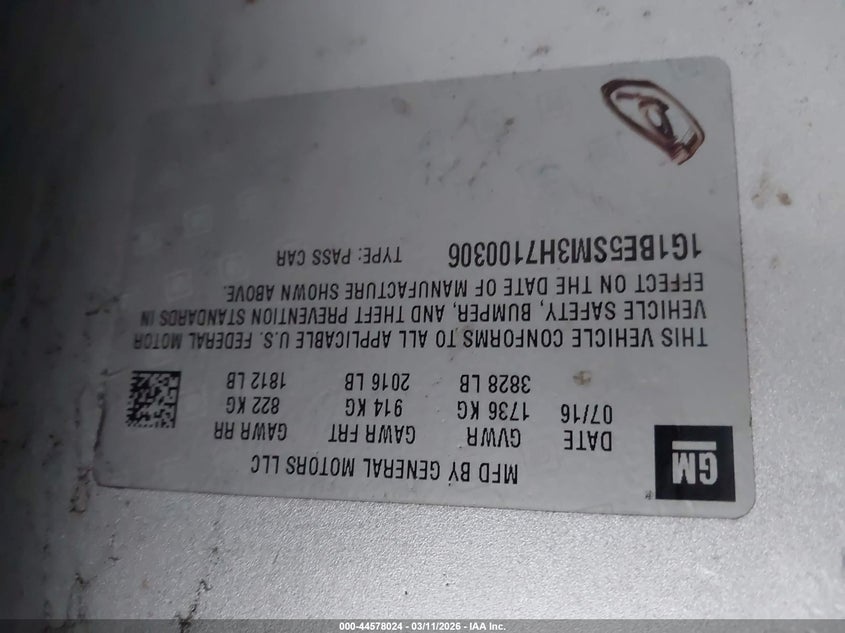 GM
MFD BY GENERAL MOTORS LLC
DATE GVWR GAWR FRT GAWR RR
07/16 1736 KG 914 KG 822 KG
3828 LB 2016 LB 1812 LB
THIS VEHICLE CONFORMS TO ALL APPLICABLE U.S. FEDERAL MOTOR
VEHICLE SAFETY, BUMPER, AND THEFT PREVENTION STANDARDS IN
EFFECT ON THE DATE OF MANUFACTURE SHOWN ABOVE.
1G1BE5SM3H7100306 TYPE: PASS CAR
000-44578024 - 03/11/2026 - IAA Inc.